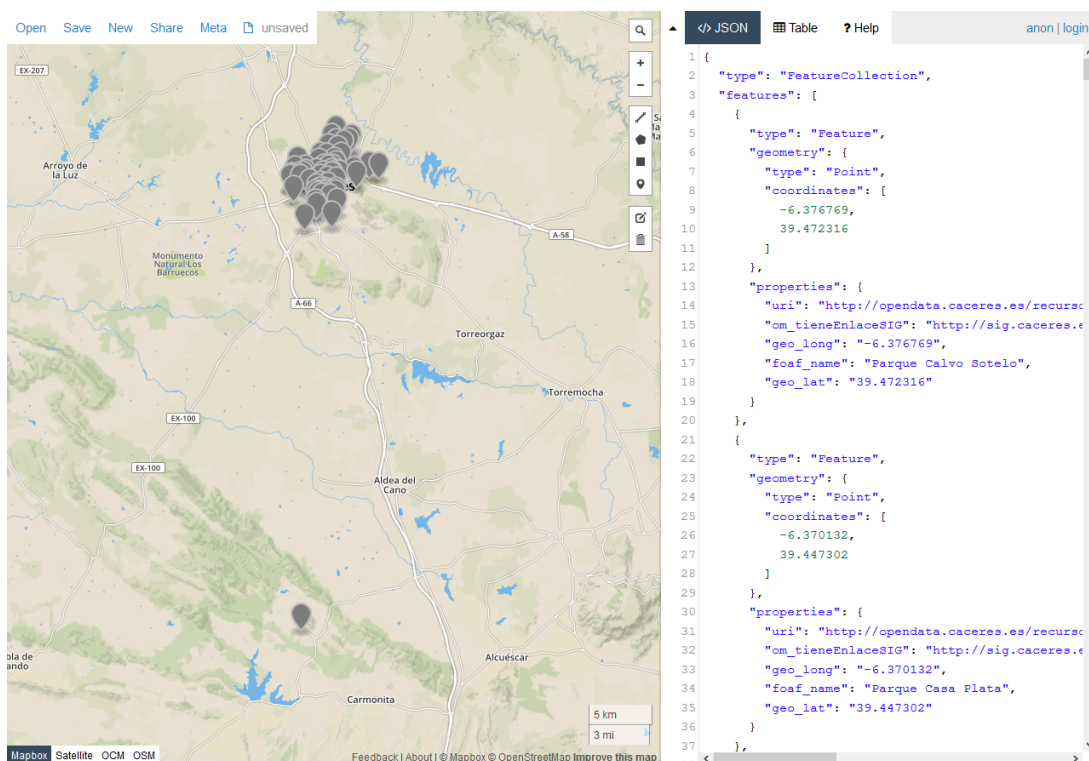 Open Save New Share Meta unsaved
EX-207
Arroyo de
la Luz
es
A-58
Monumento
Natural Los
Barruecos
A-66
Torreorgaz
Torremocha
EX-100
EX-100
Aldea del
Cano
Alcuéscar
Carmonita
5 km
3 mi
Mapbox Satellite OCM OSM
Feedback | About | © Mapbox © OpenStreetMap Improve this map
</> JSON Table ? Help anon | login
1 {
2 "type": "FeatureCollection",
3 "features": [
4 {
5 "type": "Feature",
6 "geometry": {
7 "type": "Point",
8 "coordinates": [
9 -6.376769,
10 39.472316
11 ]
12 },
13 "properties": {
14 "uri": "http://opendata.caceres.es/recurso
15 "om_tieneEnlaceSIG": "http://sig.caceres.e
16 "geo_long": "-6.376769",
17 "foaf_name": "Parque Calvo Sotelo",
18 "geo_lat": "39.472316"
19 }
20 },
21 {
22 "type": "Feature",
23 "geometry": {
24 "type": "Point",
25 "coordinates": [
26 -6.370132,
27 39.447302
28 ]
29 },
30 "properties": {
31 "uri": "http://opendata.caceres.es/recurso
32 "om_tieneEnlaceSIG": "http://sig.caceres.e
33 "geo_long": "-6.370132",
34 "foaf_name": "Parque Casa Plata",
35 "geo_lat": "39.447302"
36 }
37 },